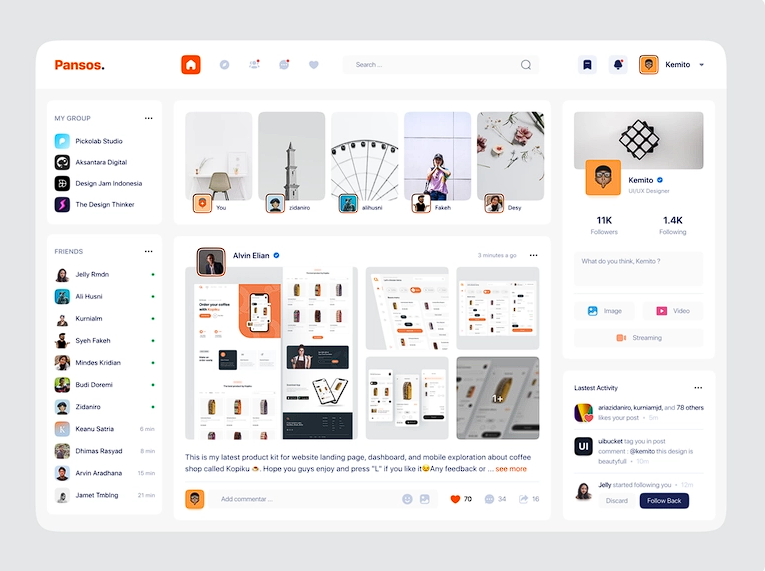 Pansos.
Search ...
Kemito
MY GROUP
Pickolab Studio
Aksantara Digital
Design Jam Indonesia
The Design Thinker
FRIENDS
Jelly Rmdn
Ali Husni
Kurnialm
Syeh Fakeh
Mindes Kridian
Budi Doremi
Zidaniro
K
Keanu Satria
6 min
Dhimas Rasyad
8 min
Arvin Aradhana
15 min
Jamet Tmblng
21 min
You
zidaniro
alihusni
Fakeh
Desy
Alvin Elian
3 minutes a go
Order your coffee
with Kopiku
1+
This is my latest product kit for website landing page, dashboard, and mobile exploration about coffee
shop called Kopiku ☕. Hope you guys enjoy and press "L" if you like it😉Any feedback or ... see more
Add commentar ...
70
34
16
Kemito
UI/UX Designer
11K
Followers
1.4K
Following
What do you think, Kemito ?
Image
Video
Streaming
Lastest Activity
ariazidaniro, kurniamjd, and 78 others
likes your post • 5m
UI
uibucket tag you in post
comment : @kemito this design is
beautyfull • 10m
Jelly started following you • 12m
Discard
Follow Back